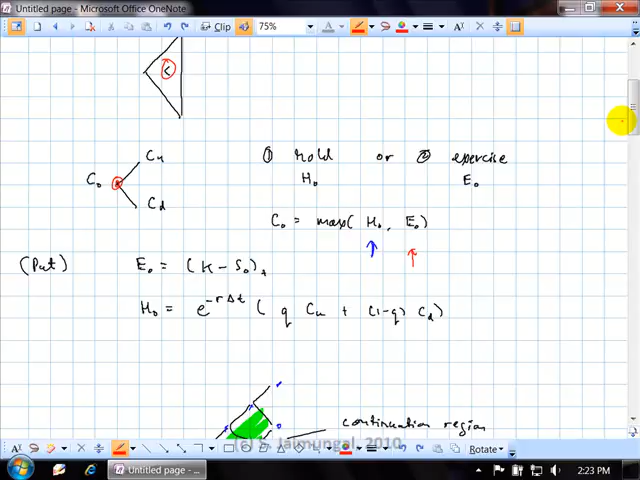 Untitled page - Microsoft Office OneNote
Clip 75%
<
C₀ Cu Cd
① Hold or ② exercise
H₀ E₀
C₀ = max( H₀, E₀)
(Put) E₀ = (K - S₀)₊
H₀ = e^{-rΔt} ( q Cu + (1-q) Cd)
continuation region
(c) S. Jaimungal, 2010
Rotate
Untitled page - Micr...
2:23 PM